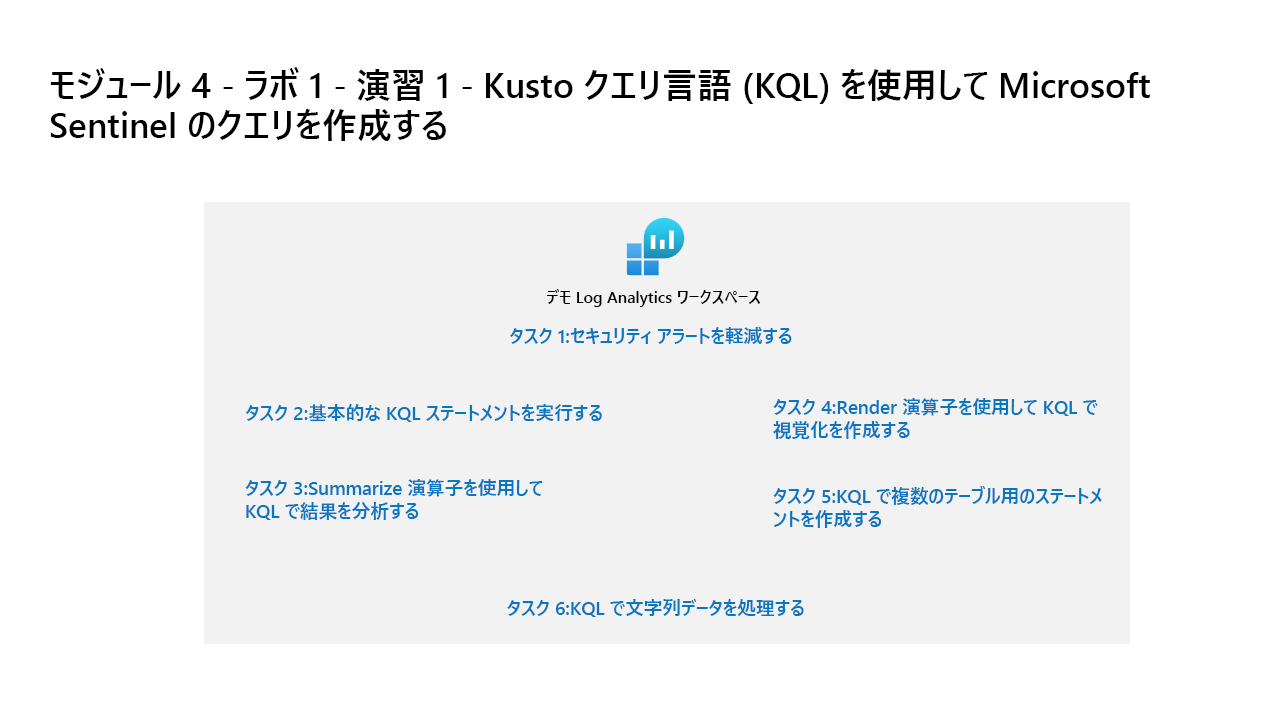 モジュール 4 - ラボ 1 - 演習 1 - Kusto クエリ言語 (KQL) を使用して Microsoft
Sentinel のクエリを作成する
デモ Log Analytics ワークスペース
タスク 1:セキュリティ アラートを軽減する
タスク 2:基本的な KQL ステートメントを実行する
タスク 3:Summarize 演算子を使用して
KQL で結果を分析する
タスク 4:Render 演算子を使用して KQL で
視覚化を作成する
タスク 5:KQL で複数のテーブル用のステートメ
ントを作成する
タスク 6:KQL で文字列データを処理する